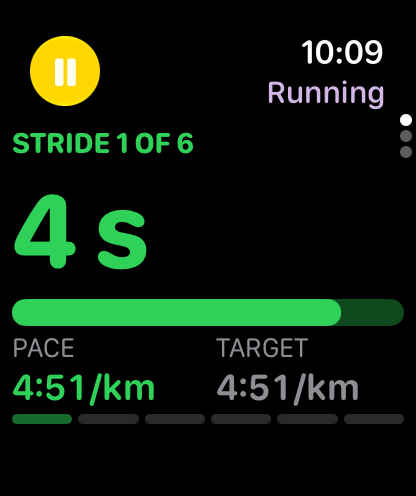 10:09
Running
STRIDE 1 OF 6
4 s
PACE TARGET
4:51/km 4:51/km